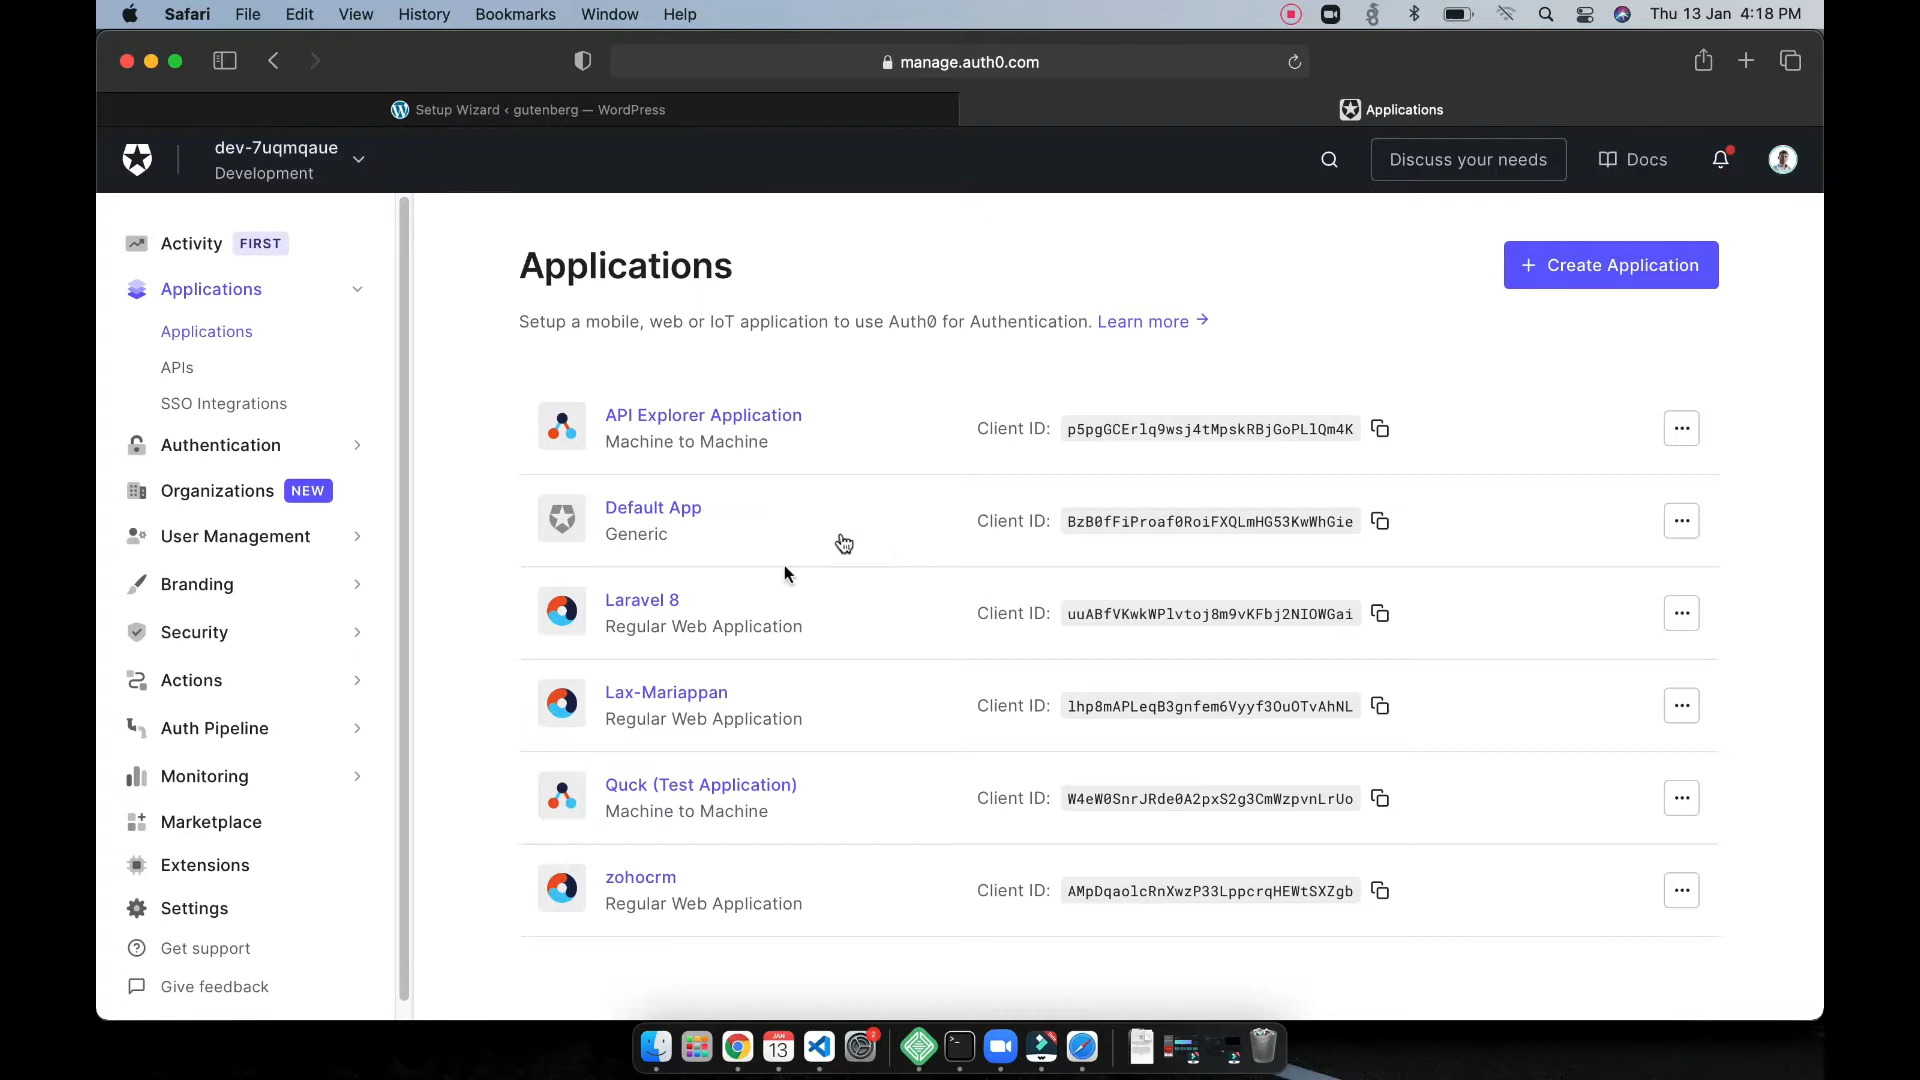 Safari File Edit View History Bookmarks Window Help Thu 13 Jan 4:18 PM
manage.auth0.com
Setup Wizard ‹ gutenberg — WordPress
Applications
dev-7uqmqaue
Development
Discuss your needs
Docs
Activity FIRST
Applications
Applications
APIs
SSO Integrations
Authentication
Organizations NEW
User Management
Branding
Security
Actions
Auth Pipeline
Monitoring
Marketplace
Extensions
Settings
Get support
Give feedback
Applications
+ Create Application
Setup a mobile, web or IoT application to use Auth0 for Authentication. Learn more →
API Explorer Application
Machine to Machine
Client ID: p5pgGCErlq9wsj4tMpskRBjGoPLlQm4K
Default App
Generic
Client ID: BzB0fFiProaf0RoiFXQLmHG53KwWhGie
Laravel 8
Regular Web Application
Client ID: uuABfVKwkWPlvtoj8m9vKFbj2NIOWGai
Lax-Mariappan
Regular Web Application
Client ID: lhp8mAPLeqB3gnfem6Vyyf3OuOTvAhNL
Quck (Test Application)
Machine to Machine
Client ID: W4eW0SnrJRde0A2pxS2g3CmWzpvnLrUo
zohocrm
Regular Web Application
Client ID: AMpDqaolcRnXwzP33LppcrqHEWtSXZgb
JAN
13
2